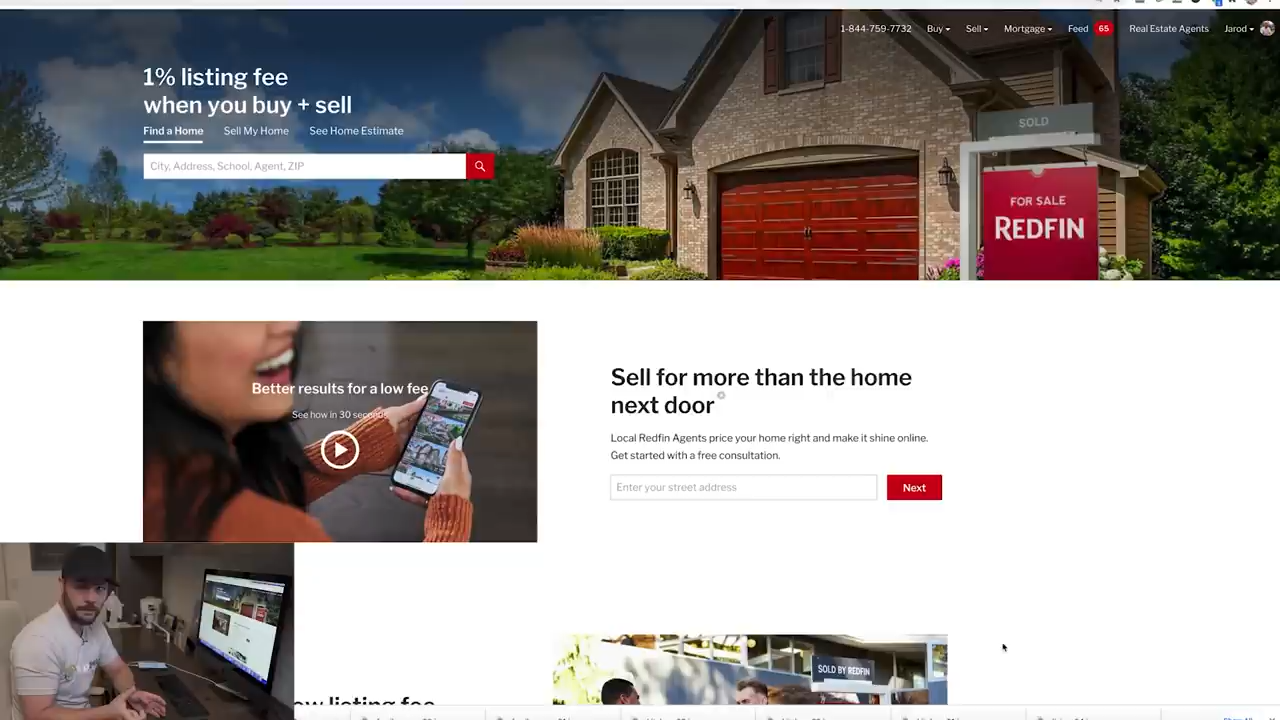 1-844-759-7732 Buy Sell Mortgage Feed 65 Real Estate Agents Jarod
1% listing fee
when you buy + sell
Find a Home Sell My Home See Home Estimate
City, Address, School, Agent, ZIP
SOLD
FOR SALE
REDFIN
Better results for a low fee
See how in 30 seconds
Sell for more than the home
next door
Local Redfin Agents price your home right and make it shine online.
Get started with a free consultation.
Enter your street address Next
SOLD BY REDFIN
listing fee